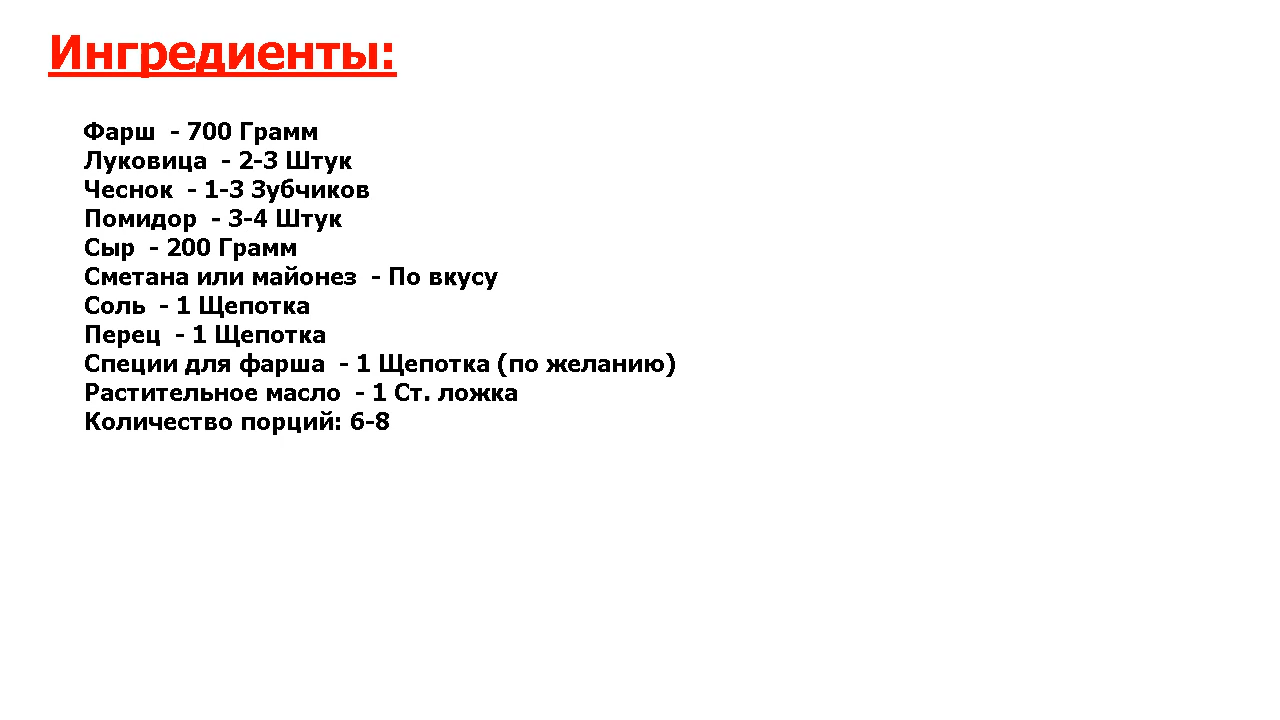 Ингредиенты:
Фарш  - 700 Грамм
Луковица  - 2-3 Штук
Чеснок  - 1-3 Зубчиков
Помидор  - 3-4 Штук
Сыр  - 200 Грамм
Сметана или майонез  - По вкусу
Соль  - 1 Щепотка
Перец  - 1 Щепотка
Специи для фарша  - 1 Щепотка (по желанию)
Растительное масло  - 1 Ст. ложка
Количество порций: 6-8